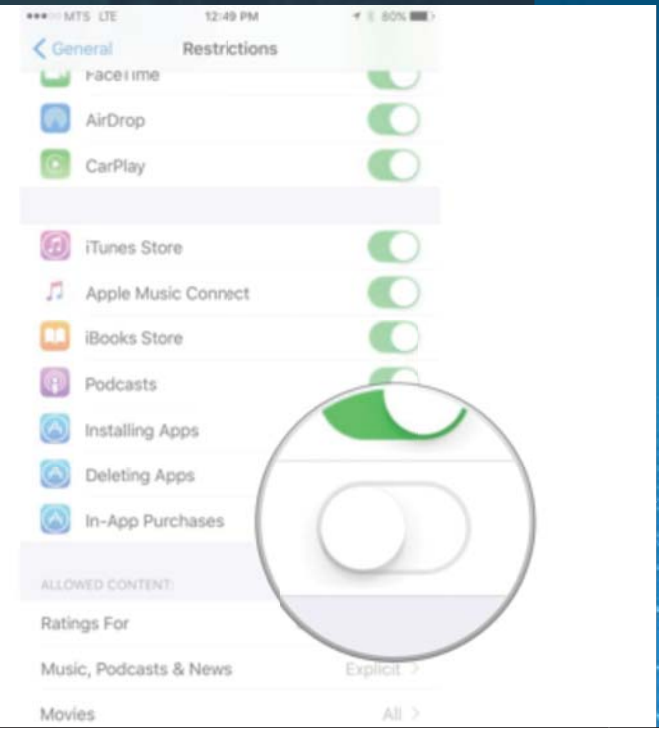 MTS LTE 12:49 PM 80%
General Restrictions
FaceTime
AirDrop
CarPlay
iTunes Store
Apple Music Connect
iBooks Store
Podcasts
Installing Apps
Deleting Apps
In-App Purchases
ALLOWED CONTENT:
Ratings For
Music, Podcasts & News Explicit
Movies All